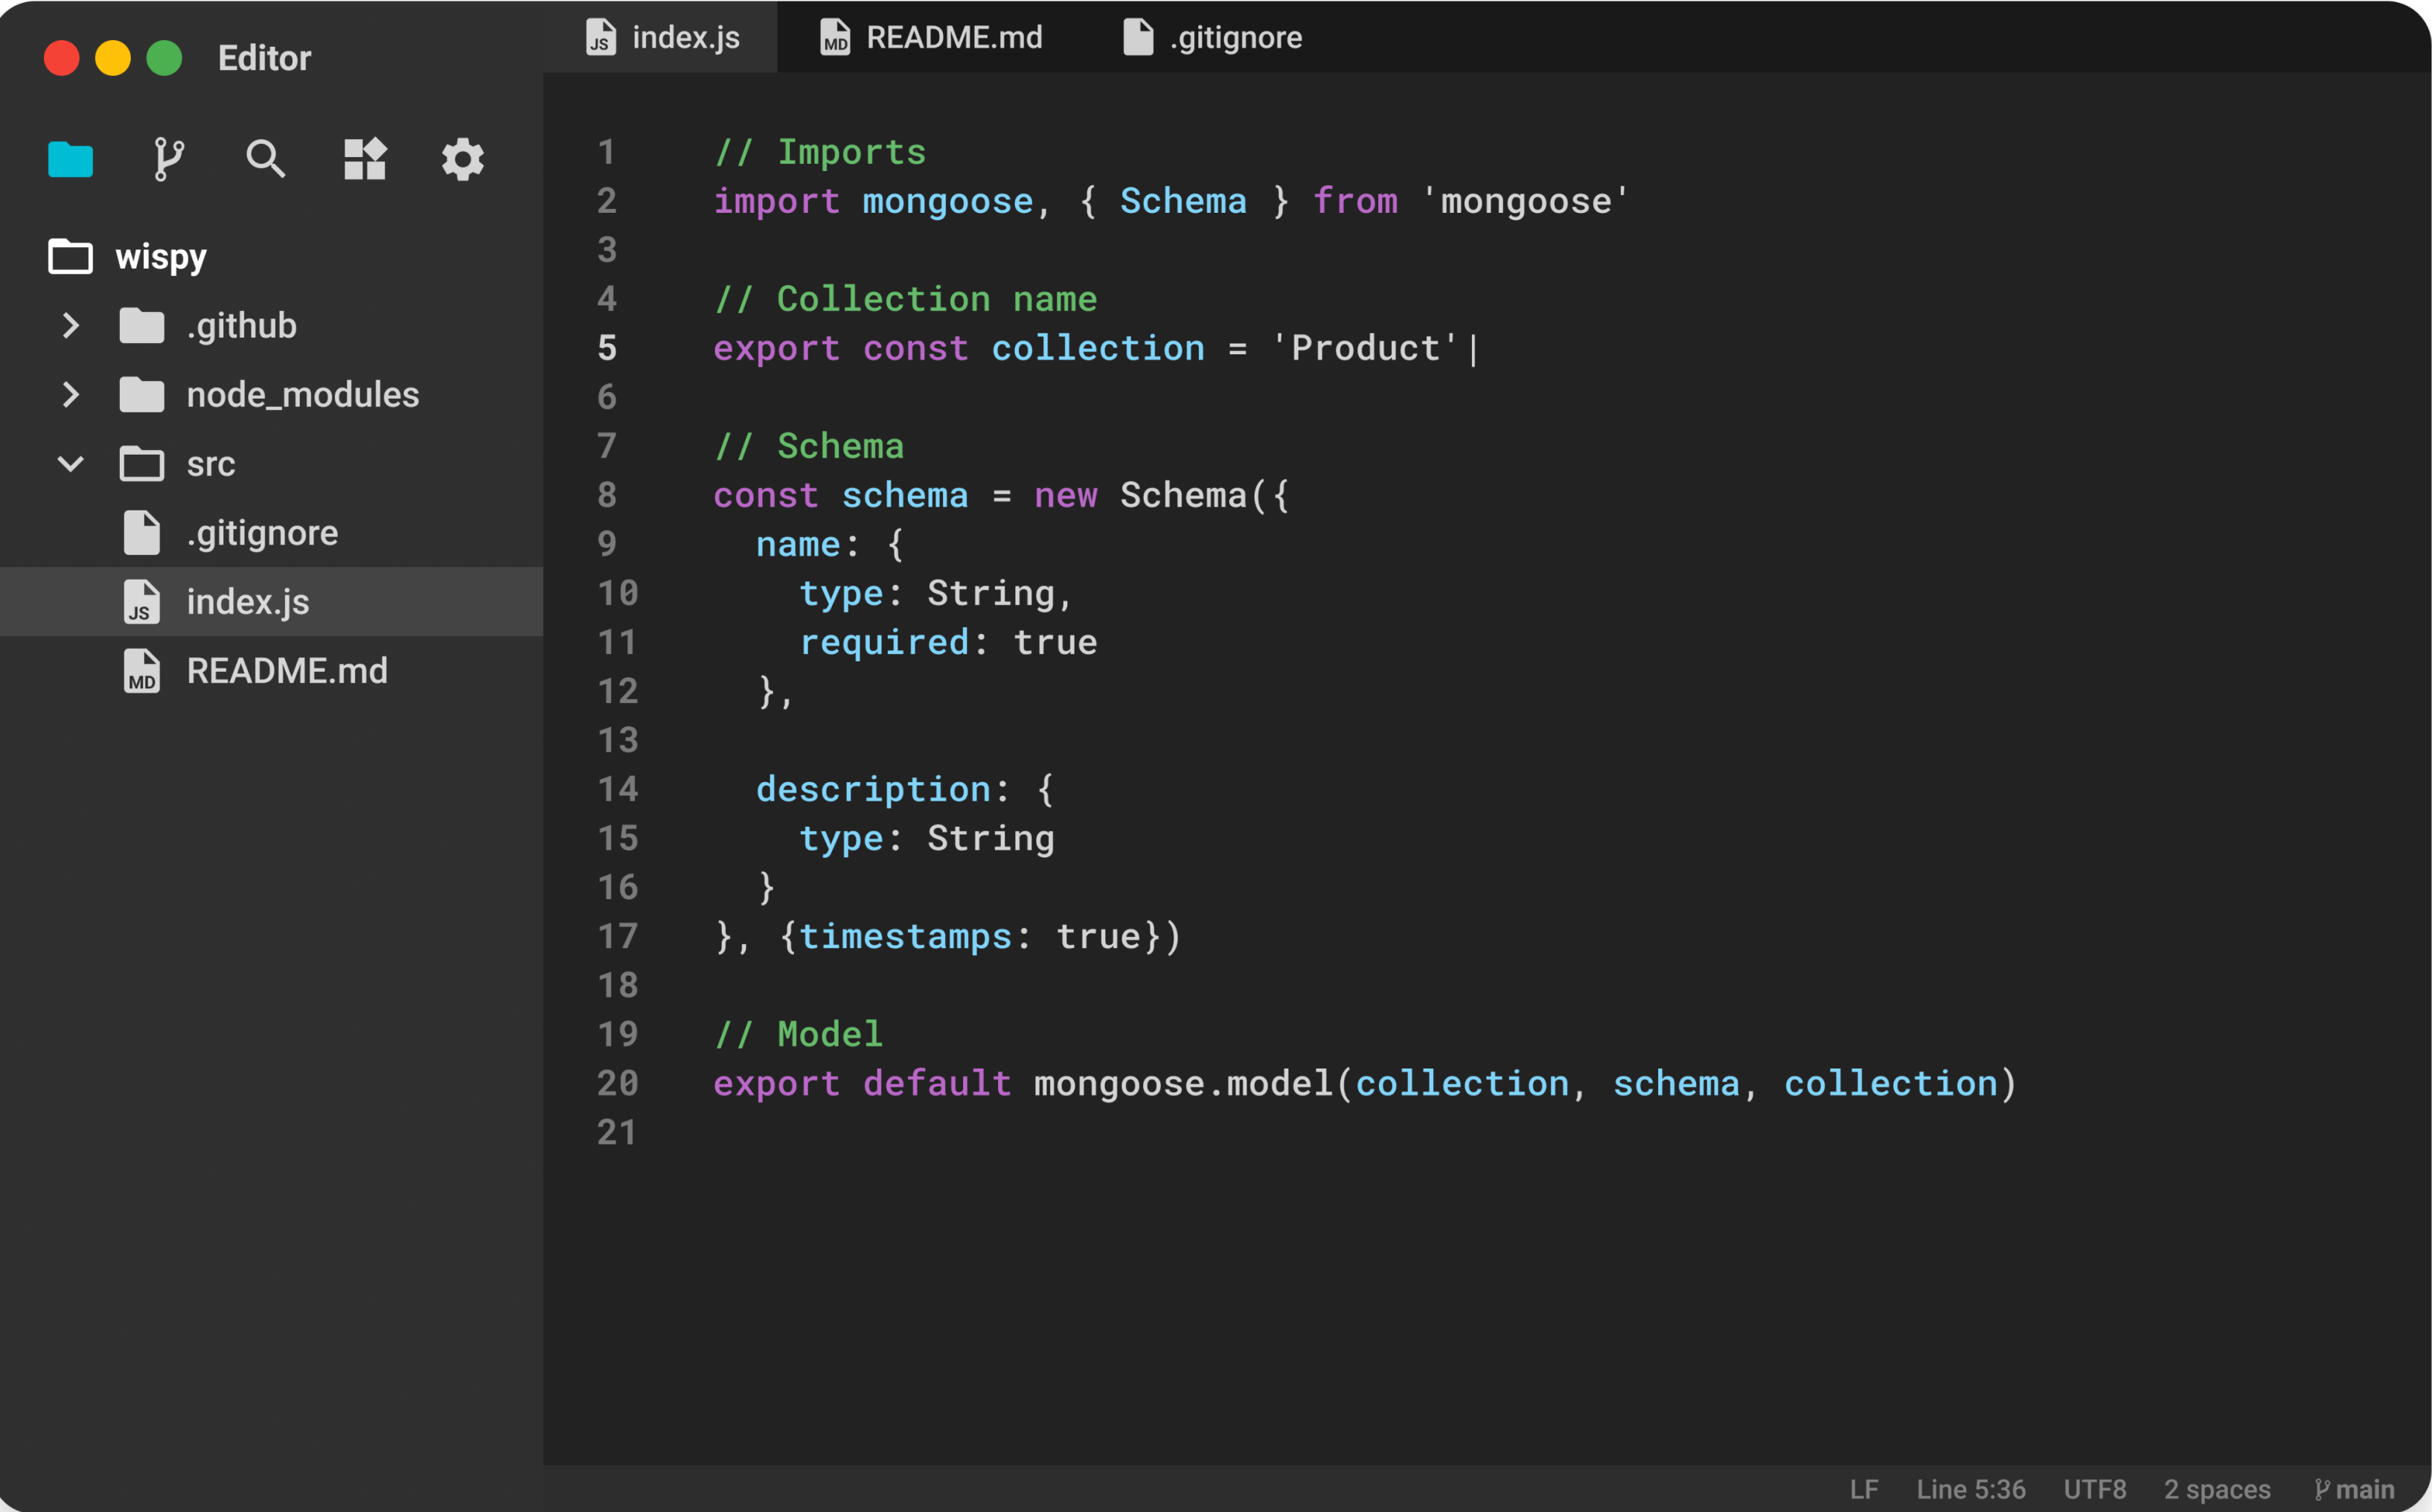 Editor
wispy
.github
node_modules
src
.gitignore
JS index.js
MD README.md
JS index.js
MD README.md
.gitignore
1 // Imports
2 import mongoose, { Schema } from 'mongoose'
3
4 // Collection name
5 export const collection = 'Product'|
6
7 // Schema
8 const schema = new Schema({
9   name: {
10     type: String,
11     required: true
12   },
13
14   description: {
15     type: String
16   }
17 }, {timestamps: true})
18
19 // Model
20 export default mongoose.model(collection, schema, collection)
21
LF Line 5:36 UTF8 2 spaces main